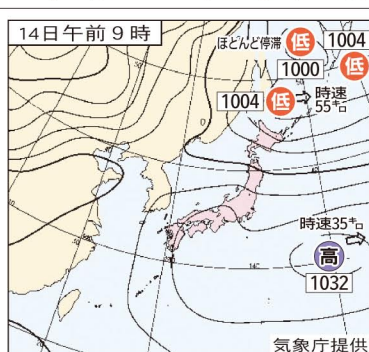 14日午前9時
ほとんど停滞
低
1004
1000
低
1004
低
時速
55㌔
時速35㌔
高
1032
140
気象庁提供